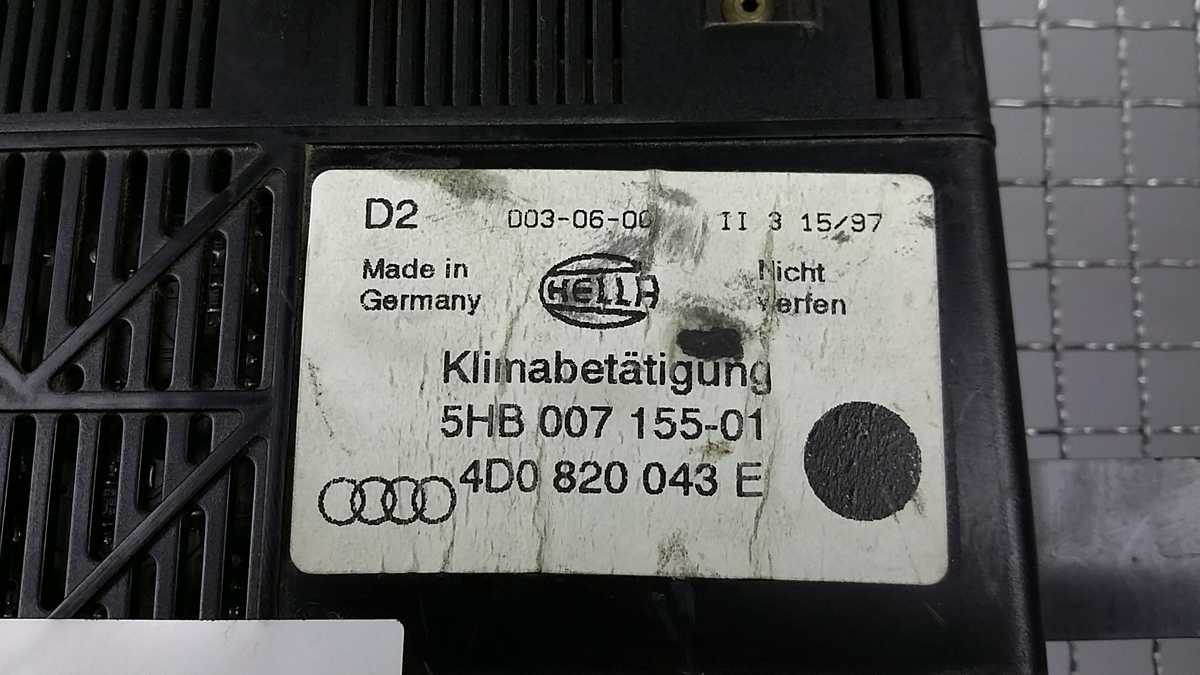 D2 003-06-00 II 3 15/97
Made in
Germany
HELLA
Nicht
werfen
Klimabetätigung
5HB 007 155-01
4D0 820 043 E